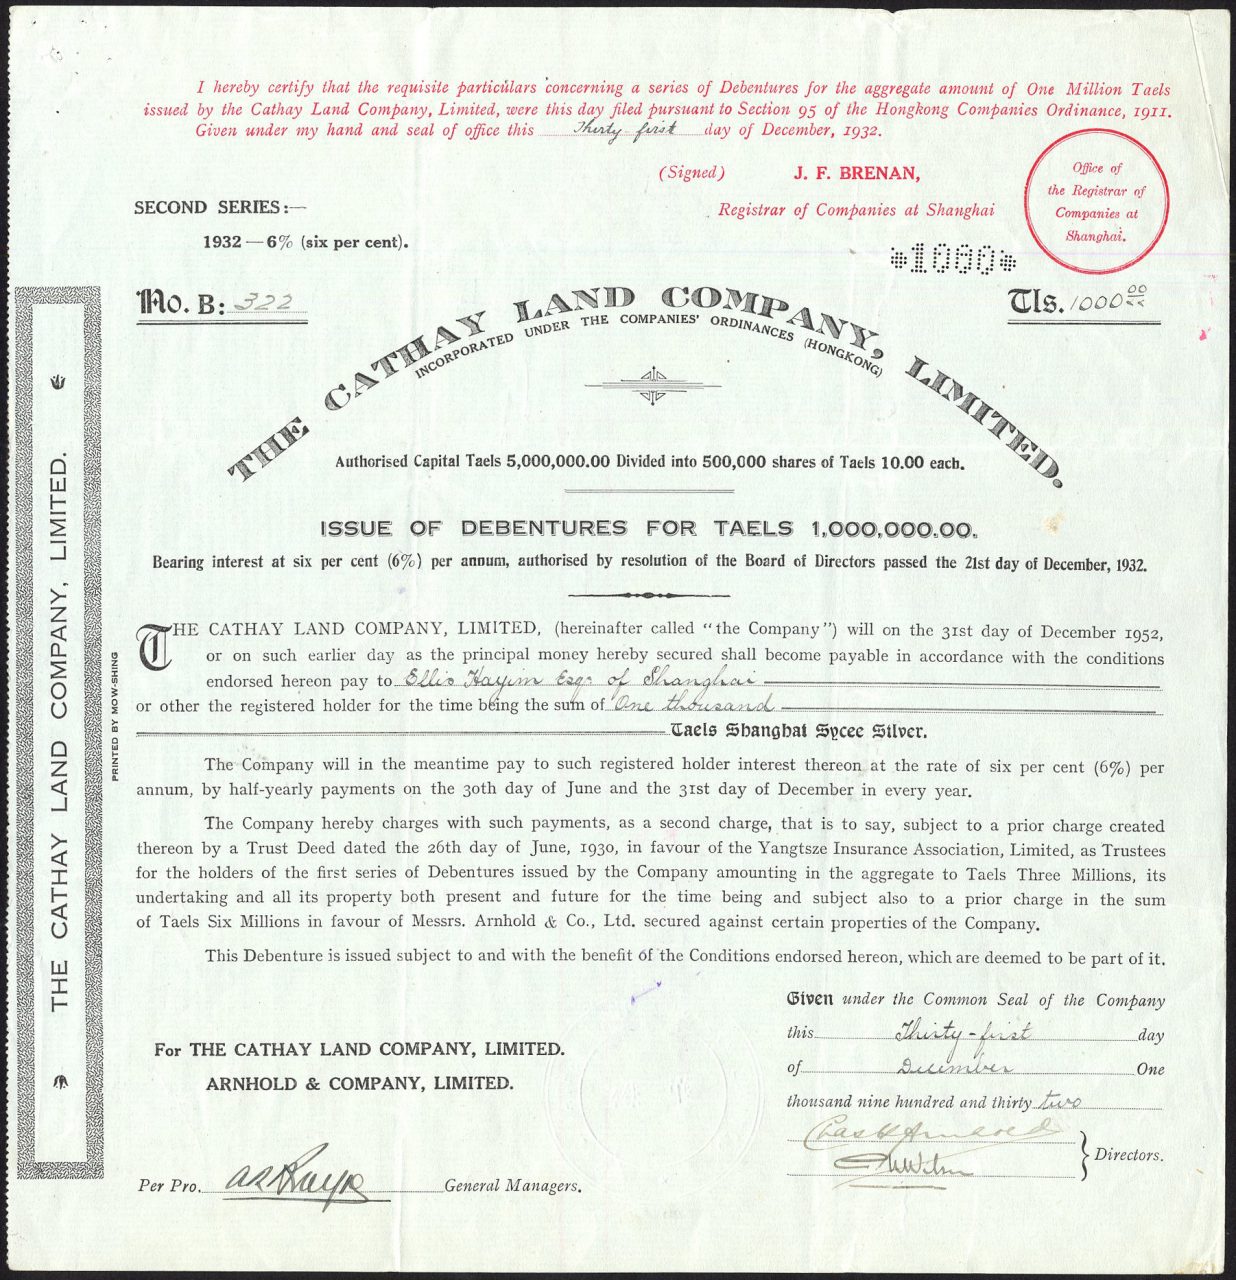 I hereby certify that the requisite particulars concerning a series of Debentures for the aggregate amount of One Million Taels
issued by the Cathay Land Company, Limited, were this day filed pursuant to Section 95 of the Hongkong Companies Ordinance, 1911.
Given under my hand and seal of office this Thirty first day of December, 1932.
(Signed) J. F. BRENAN,
Registrar of Companies at Shanghai
Office of
the Registrar of
Companies at
Shanghai.
SECOND SERIES:—
1932—6% (six per cent).
*1000*
No. B: 322
Tls. 1000 00
THE CATHAY LAND COMPANY, LIMITED.
INCORPORATED UNDER THE COMPANIES' ORDINANCES (HONGKONG)
Authorised Capital Taels 5,000,000.00 Divided into 500,000 shares of Taels 10.00 each.
ISSUE OF DEBENTURES FOR TAELS 1,000,000.00.
Bearing interest at six per cent (6%) per annum, authorised by resolution of the Board of Directors passed the 21st day of December, 1932.
THE CATHAY LAND COMPANY, LIMITED, (hereinafter called "the Company") will on the 31st day of December 1952,
or on such earlier day as the principal money hereby secured shall become payable in accordance with the conditions
endorsed hereon pay to Ellis Hayim Esqr of Shanghai
or other the registered holder for the time being the sum of One thousand
Taels Shanghai Sycee Silver.
The Company will in the meantime pay to such registered holder interest thereon at the rate of six per cent (6%) per
annum, by half-yearly payments on the 30th day of June and the 31st day of December in every year.
The Company hereby charges with such payments, as a second charge, that is to say, subject to a prior charge created
thereon by a Trust Deed dated the 26th day of June, 1930, in favour of the Yangtsze Insurance Association, Limited, as Trustees
for the holders of the first series of Debentures issued by the Company amounting in the aggregate to Taels Three Millions, its
undertaking and all its property both present and future for the time being and subject also to a prior charge in the sum
of Taels Six Millions in favour of Messrs. Arnhold & Co., Ltd. secured against certain properties of the Company.
This Debenture is issued subject to and with the benefit of the Conditions endorsed hereon, which are deemed to be part of it.
Given under the Common Seal of the Company
this Thirty-first day
of December One
thousand nine hundred and thirty two
Directors.
For THE CATHAY LAND COMPANY, LIMITED.
ARNHOLD & COMPANY, LIMITED.
Per Pro. General Managers.
THE CATHAY LAND COMPANY, LIMITED.
PRINTED BY MOW-SHING